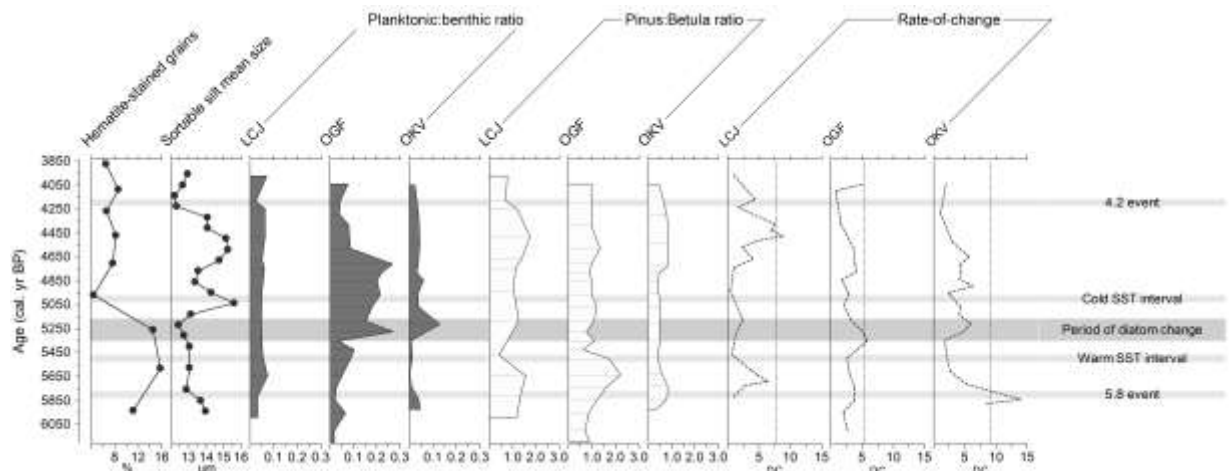 Planktonic:benthic ratio
Pinus:Betula ratio
Rate-of-change
Hematite-stained grains
Sortable silt mean size
LCJ
OGF
OKV
LCJ
OGF
OKV
LCJ
OGF
OKV
Age (cal. yr BP)
3850
4050
4250
4450
4650
4850
5050
5250
5450
5650
5850
6050
4.2 event
Cold SST interval
Period of diatom change
Warm SST interval
5.8 event
8 12 16
13 14 15 16
0.1 0.2 0.3
0.1 0.2 0.3
0.1 0.2 0.3
1.0 2.0 3.0
1.0 2.0 3.0
1.0 2.0 3.0
5 10 15
5 10 15
5 10 15
%
µm